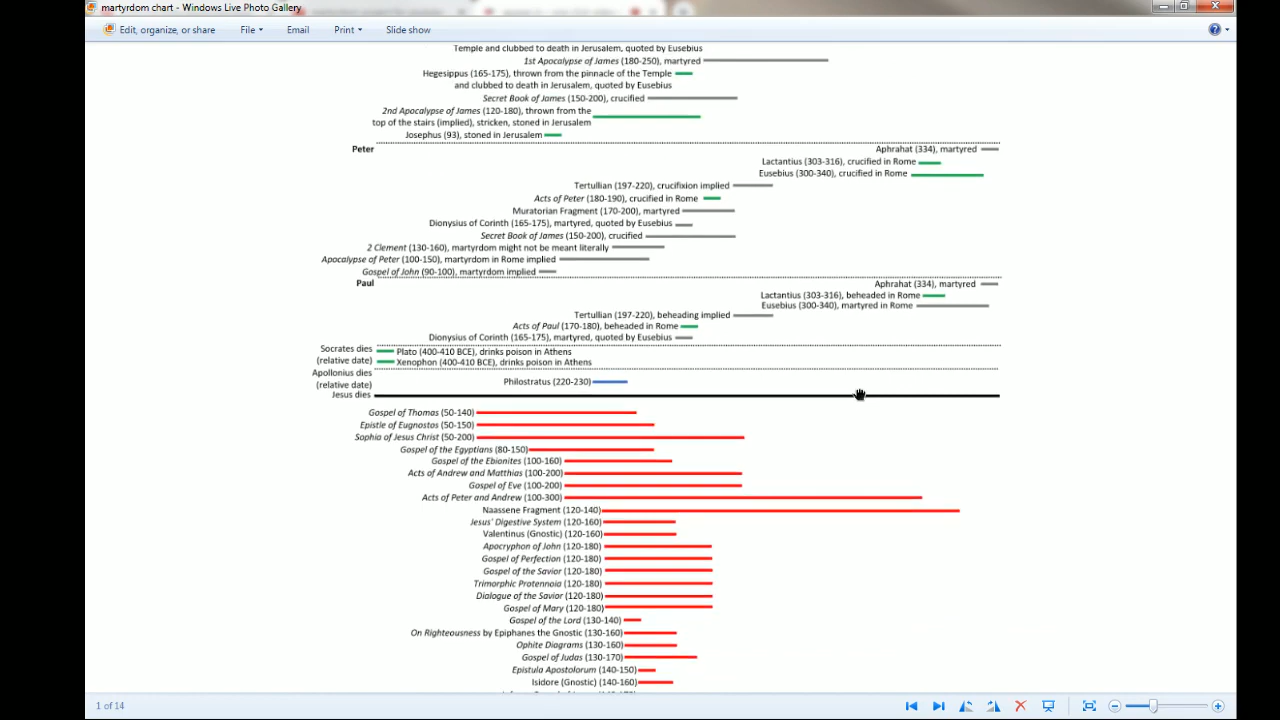 martyrdom chart - Windows Live Photo Gallery
Edit, organize, or share File Email Print Slide show
Temple and clubbed to death in Jerusalem, quoted by Eusebius
1st Apocalypse of James (180-250), martyred
Hegesippus (165-175), thrown from the pinnacle of the Temple
and clubbed to death in Jerusalem, quoted by Eusebius
Secret Book of James (150-200), crucified
2nd Apocalypse of James (120-180), thrown from the
top of the stairs (implied), stricken, stoned in Jerusalem
Josephus (93), stoned in Jerusalem
Peter
Aphrahat (334), martyred
Lactantius (303-316), crucified in Rome
Eusebius (300-340), crucified in Rome
Tertullian (197-220), crucifixion implied
Acts of Peter (180-190), crucified in Rome
Muratorian Fragment (170-200), martyred
Dionysius of Corinth (165-175), martyred, quoted by Eusebius
Secret Book of James (150-200), crucified
2 Clement (130-160), martyrdom might not be meant literally
Apocalypse of Peter (100-150), martyrdom in Rome implied
Gospel of John (90-100), martyrdom implied
Paul
Aphrahat (334), martyred
Lactantius (303-316), beheaded in Rome
Eusebius (300-340), martyred in Rome
Tertullian (197-220), beheading implied
Acts of Paul (170-180), beheaded in Rome
Dionysius of Corinth (165-175), martyred, quoted by Eusebius
Socrates dies
(relative date)
Plato (400-410 BCE), drinks poison in Athens
Xenophon (400-410 BCE), drinks poison in Athens
Apollonius dies
(relative date)
Philostratus (220-230)
Jesus dies
Gospel of Thomas (50-140)
Epistle of Eugnostos (50-150)
Sophia of Jesus Christ (50-200)
Gospel of the Egyptians (80-150)
Gospel of the Ebionites (100-160)
Acts of Andrew and Matthias (100-200)
Gospel of Eve (100-200)
Acts of Peter and Andrew (100-300)
Naassene Fragment (120-140)
Jesus' Digestive System (120-160)
Valentinus (Gnostic) (120-160)
Apocryphon of John (120-180)
Gospel of Perfection (120-180)
Gospel of the Savior (120-180)
Trimorphic Protennoia (120-180)
Dialogue of the Savior (120-180)
Gospel of Mary (120-180)
Gospel of the Lord (130-140)
On Righteousness by Epiphanes the Gnostic (130-160)
Ophite Diagrams (130-160)
Gospel of Judas (130-170)
Epistula Apostolorum (140-150)
Isidore (Gnostic) (140-160)
1 of 14